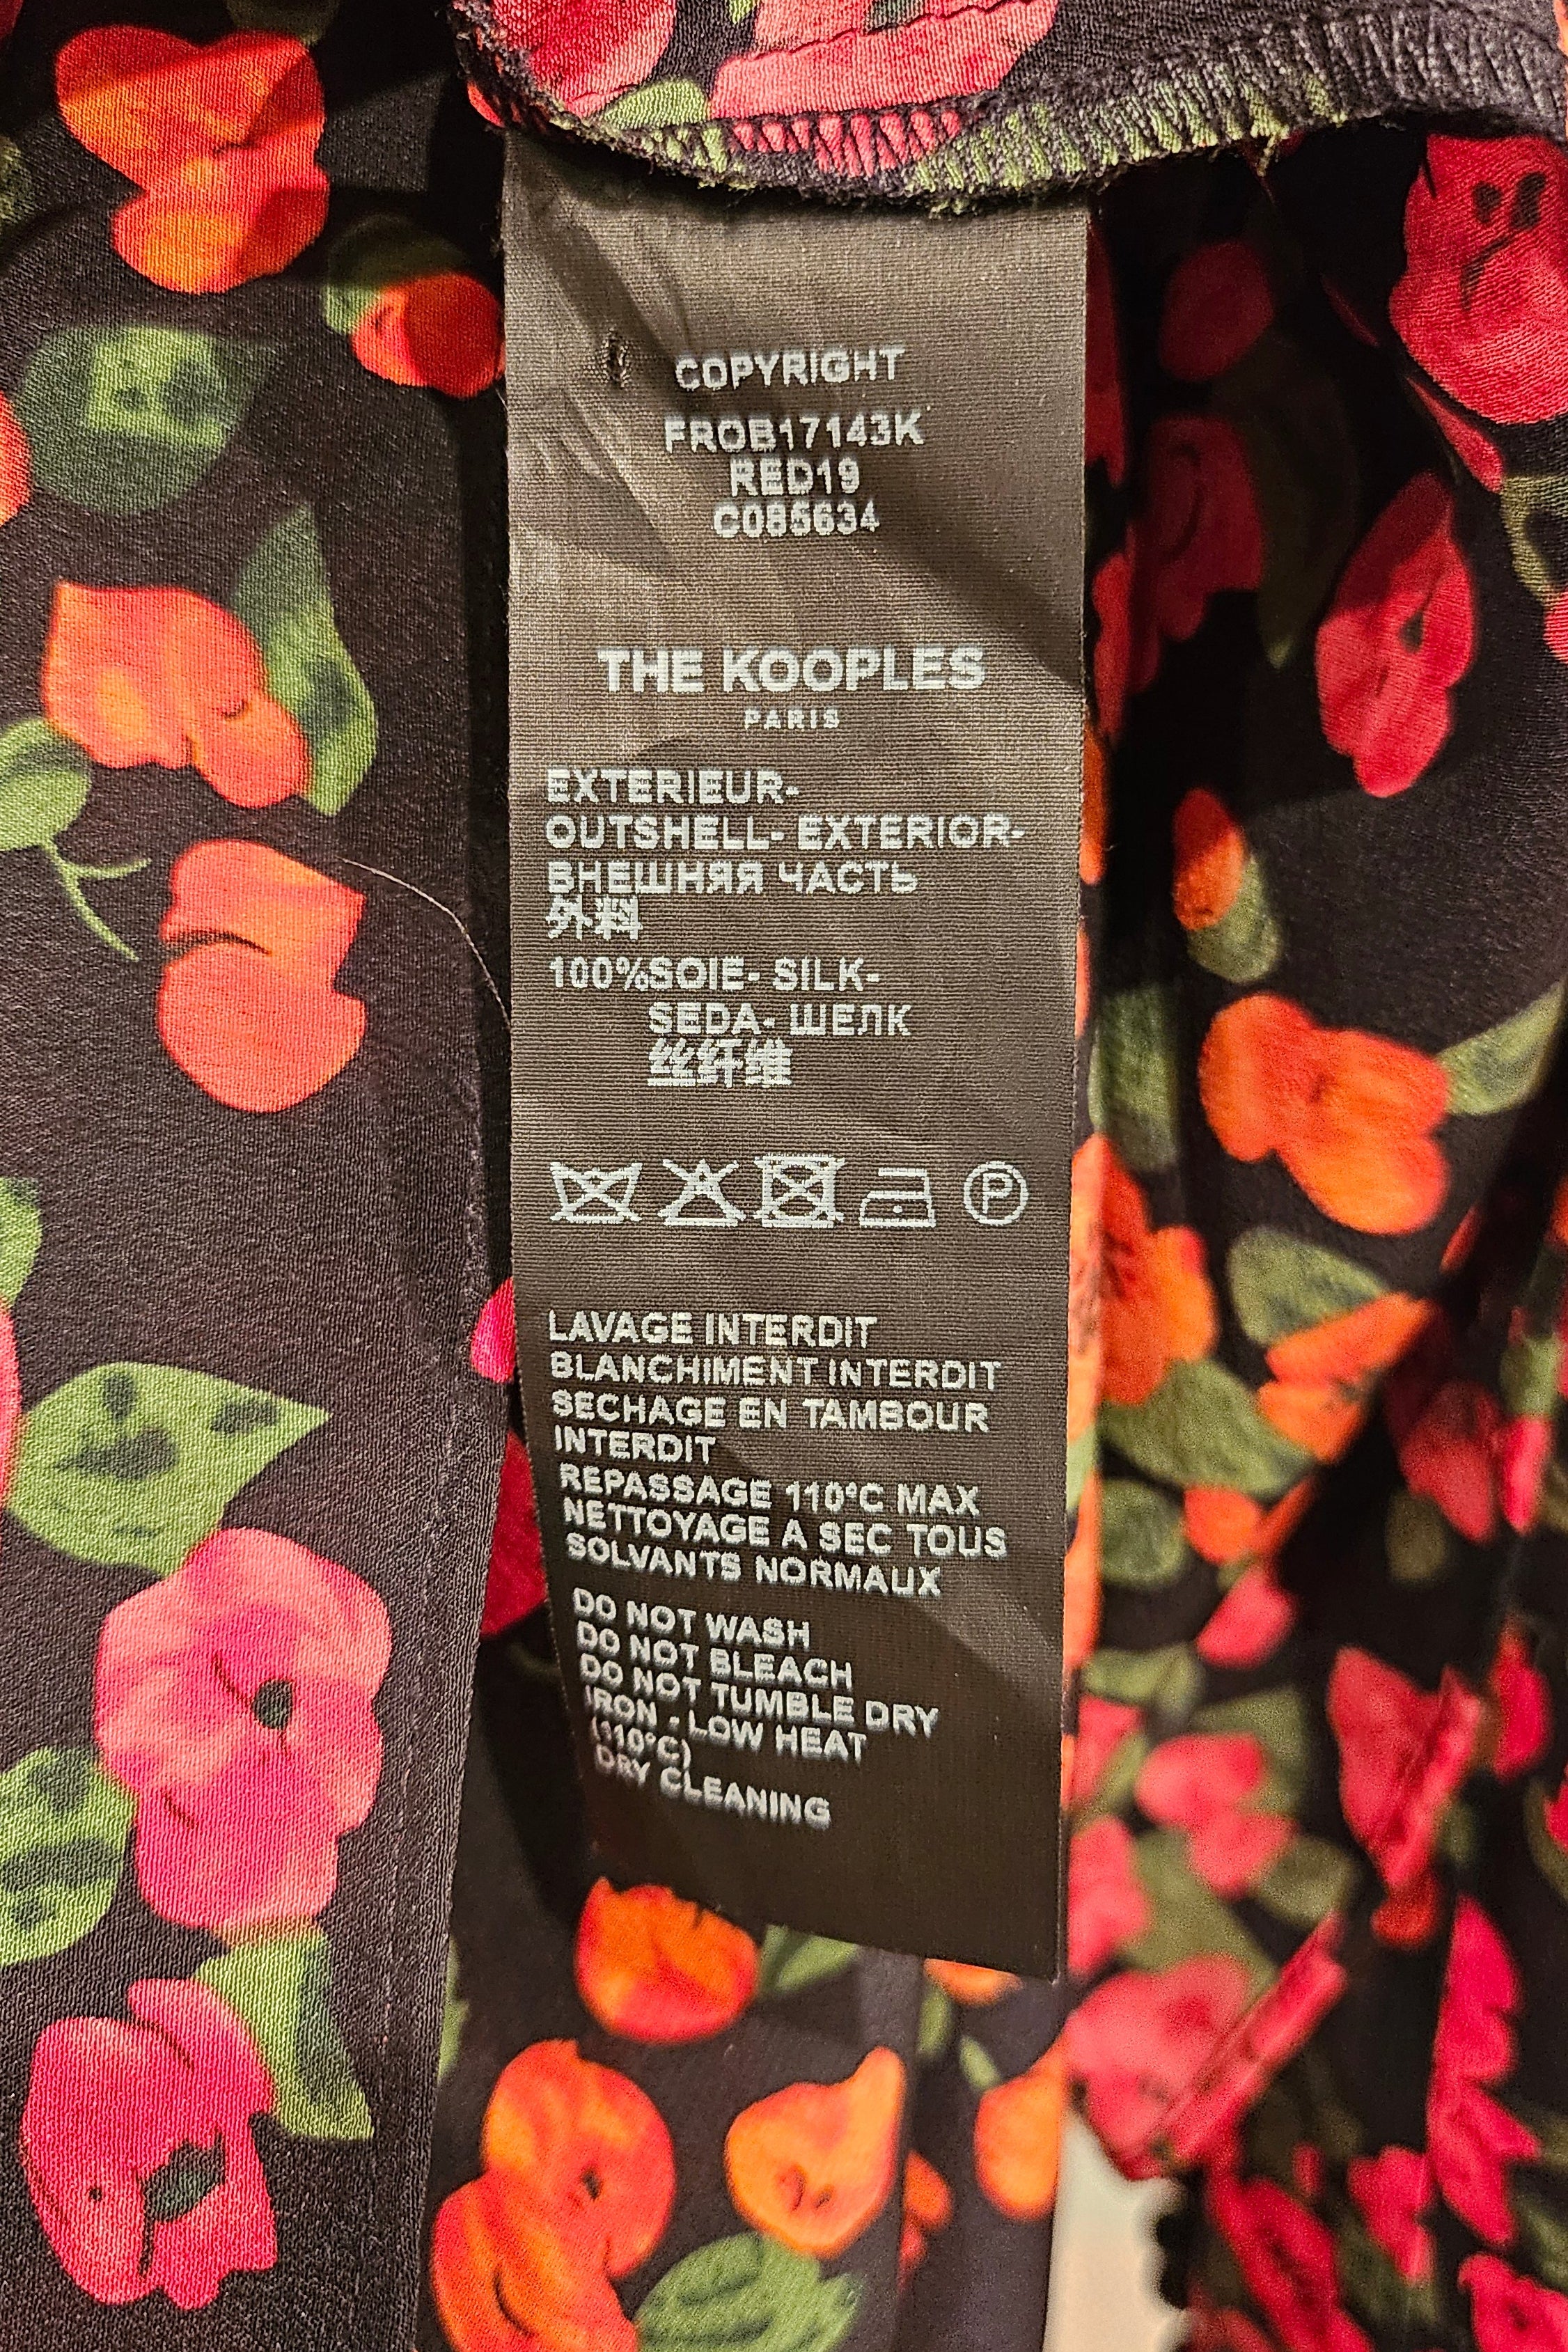 COPYRIGHT
FROB17143K
RED19
C085634
THE KOOPLES
PARIS
EXTERIEUR-
OUTSHELL- EXTERIOR-
ВНЕШНЯЯ ЧАСТЬ
外料
100%SOIE- SILK-
SEDA- ШЕЛК
丝纤维
P
LAVAGE INTERDIT
BLANCHIMENT INTERDIT
SECHAGE EN TAMBOUR
INTERDIT
REPASSAGE 110°C MAX
NETTOYAGE A SEC TOUS
SOLVANTS NORMAUX
DO NOT WASH
DO NOT BLEACH
DO NOT TUMBLE DRY
IRON - LOW HEAT
(110°C)
DRY CLEANING